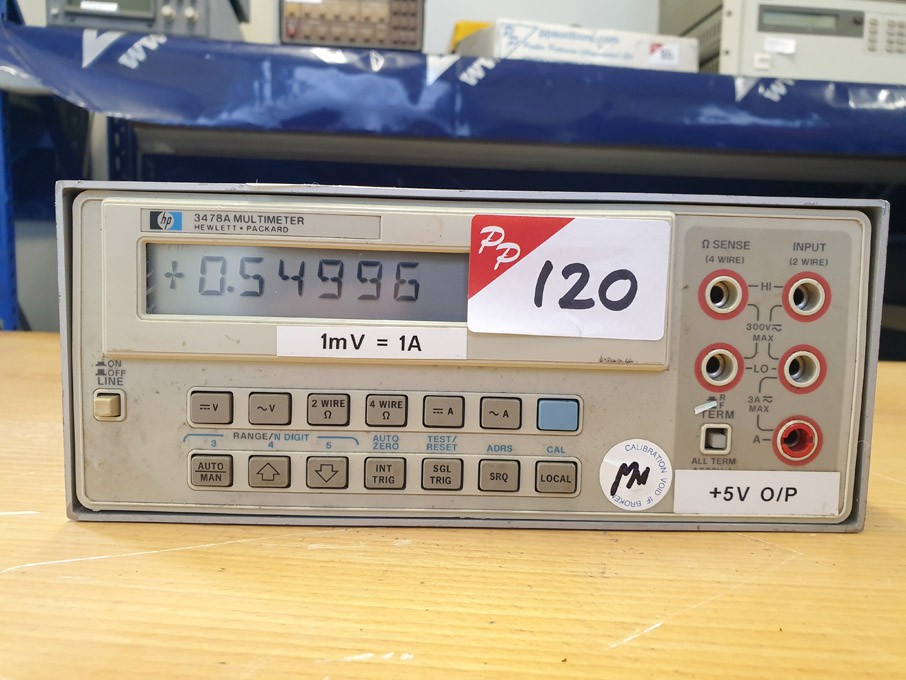 hp
3478A MULTIMETER
HEWLETT • PACKARD
+0.54996
PP
120
1mV = 1A
ON
OFF
LINE
⎓V
~V
2 WIRE
Ω
4 WIRE
Ω
⎓A
~A
RANGE/N DIGIT
3 4 5
AUTO
ZERO
TEST/
RESET
ADRS
CAL
AUTO
MAN
INT
TRIG
SGL
TRIG
SRQ
LOCAL
Ω SENSE
(4 WIRE)
INPUT
(2 WIRE)
HI
300V
MAX
LO
3A
MAX
A
R
F
TERM
ALL TERM
CALIBRATION VOID IF BROKEN
+5V O/P